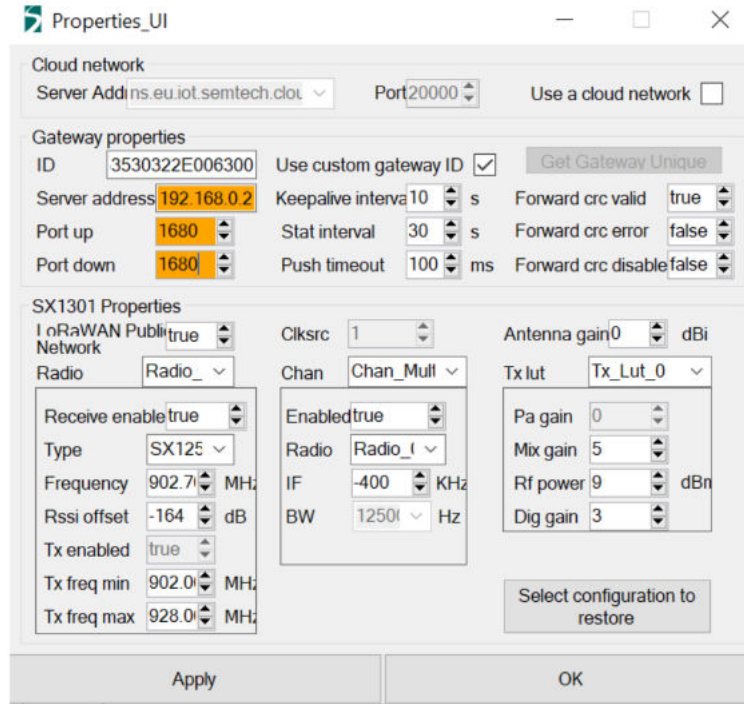 Properties_UI
Cloud network
Server Addr ns.eu.iot.semtech.clou Port 20000 Use a cloud network
Gateway properties
ID 3530322E006300 Use custom gateway ID Get Gateway Unique
Server address 192.168.0.2 Keepalive interva 10 s Forward crc valid true
Port up 1680 Stat interval 30 s Forward crc error false
Port down 1680 Push timeout 100 ms Forward crc disable false
SX1301 Properties
LoRaWAN Publi true Clksrc 1 Antenna gain 0 dBi
Network
Radio Radio_ Chan Chan_Mult Tx lut Tx_Lut_0
Receive enable true Enabled true Pa gain 0
Type SX125 Radio Radio_( Mix gain 5
Frequency 902.7( MHz IF -400 KHz Rf power 9 dBm
Rssi offset -164 dB BW 1250( Hz Dig gain 3
Tx enabled true
Tx freq min 902.0( MHz
Tx freq max 928.0( MHz
Select configuration to
restore
Apply OK